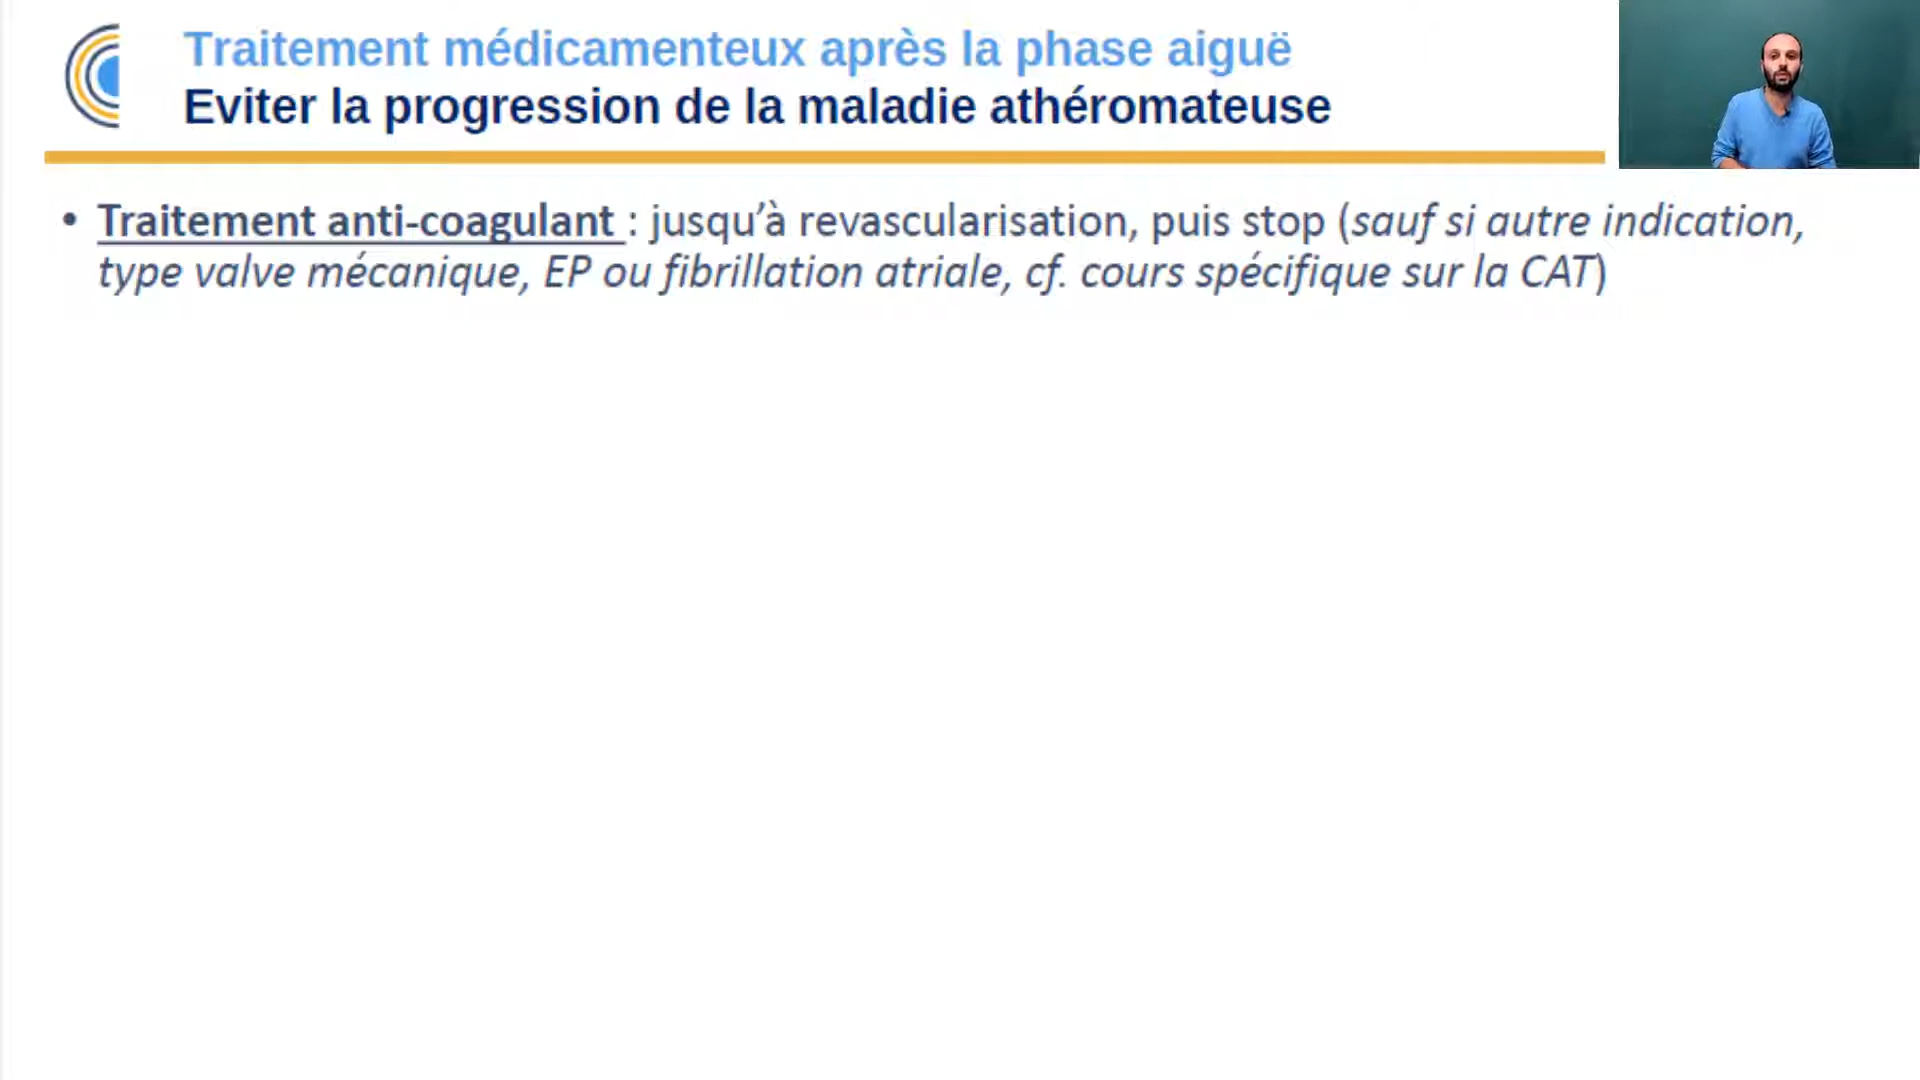 Traitement médicamenteux après la phase aiguë
Eviter la progression de la maladie athéromateuse
• Traitement anti-coagulant : jusqu’à revascularisation, puis stop (sauf si autre indication,
type valve mécanique, EP ou fibrillation atriale, cf. cours spécifique sur la CAT)